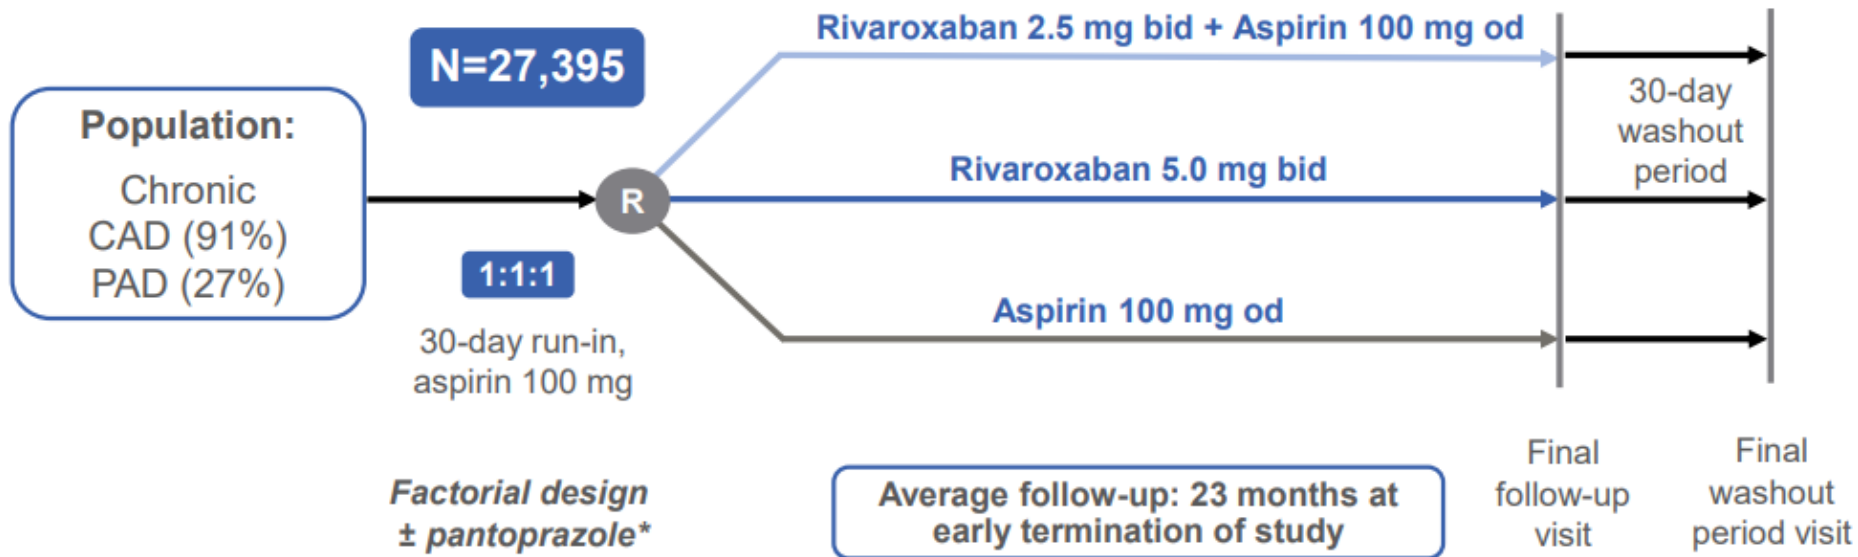 Population:
Chronic
CAD (91%)
PAD (27%)
N=27,395
1:1:1
30-day run-in,
aspirin 100 mg
Factorial design
± pantoprazole*
R
Rivaroxaban 2.5 mg bid + Aspirin 100 mg od
Rivaroxaban 5.0 mg bid
Aspirin 100 mg od
Average follow-up: 23 months at
early termination of study
30-day
washout
period
Final
follow-up
visit
Final
washout
period visit